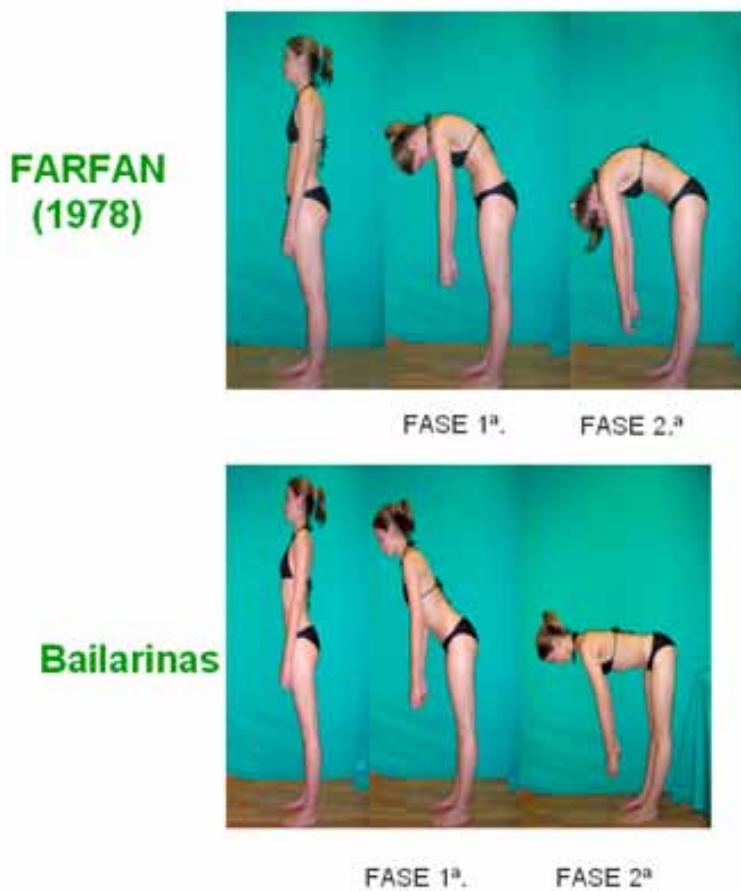 FARFAN
(1978)
FASE 1ª.
FASE 2.ª
Bailarinas
FASE 1ª.
FASE 2ª